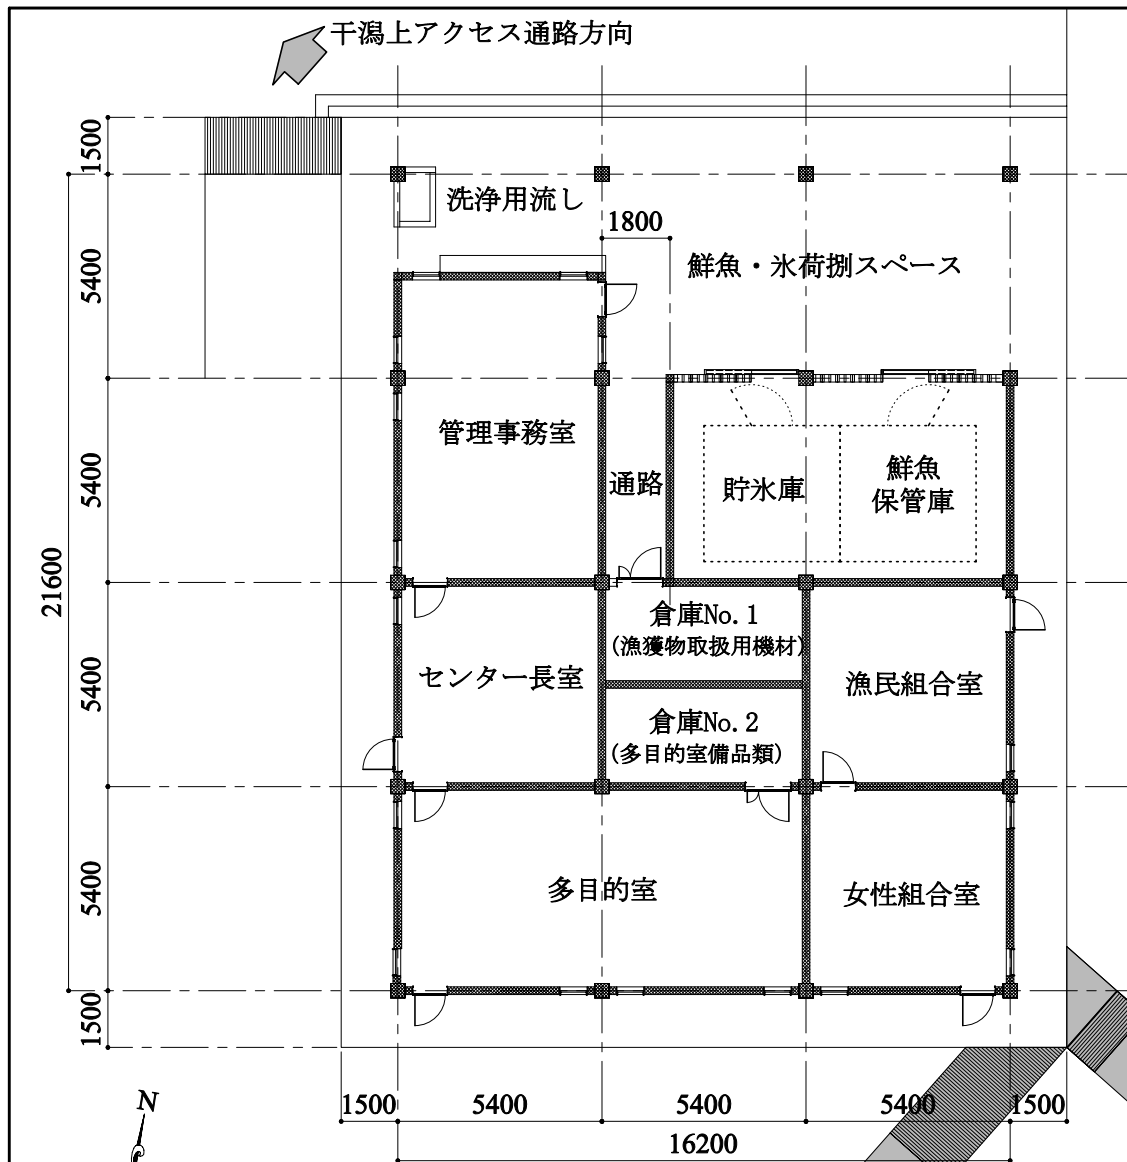 干潟上アクセス通路方向
1500
洗浄用流し
1800
5400
鮮魚・氷荷捌スペース
管理事務室
鮮魚
保管庫
貯氷庫
通路
5400
21600
倉庫No.1
(漁獲物取扱用機材)
センター長室
漁民組合室
5400
倉庫No.2
(多目的室備品類)
多目的室
女性組合室
5400
1500
N
1500
5400
5400
5400
1500
16200